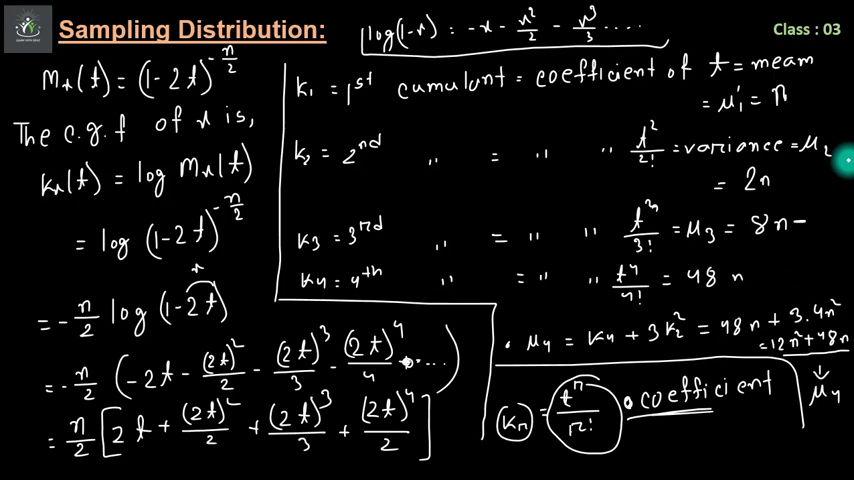 Sampling Distribution:
log(1-x) = -x - x²/2 - x³/3 ....
Class : 03
Mx(t) = (1-2t)^-n/2
The c.g.f of x is,
Kx(t) = log Mx(t)
= log (1-2t)^-n/2
x
= -n/2 log (1-2t)
= -n/2 (-2t - (2t)²/2 - (2t)³/3 - (2t)⁴/4 ....)
= n/2 [2t + (2t)²/2 + (2t)³/3 + (2t)⁴/2]
K₁ = 1st cumulant = coefficient of t = mean
= μ₁' = n
K₂ = 2nd " = " " t²/2! = variance = μ₂
= 2n
K₃ = 3rd " = " " t³/3! = μ₃ = 8n -
K4 = 4th " = " " t⁴/4! = 48 n
• μ₄ = K₄ + 3K₂² = 48n + 3.4n²
= 12n² + 48n
↓
μ₄
Kr = t^r/r! • coefficient